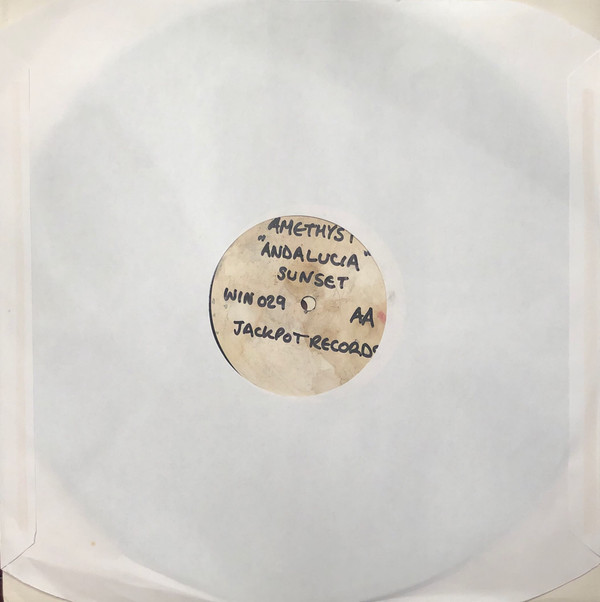 AMETHYST
"ANDALUCIA"
SUNSET
WIN 029 AA
JACKPOT RECORDS